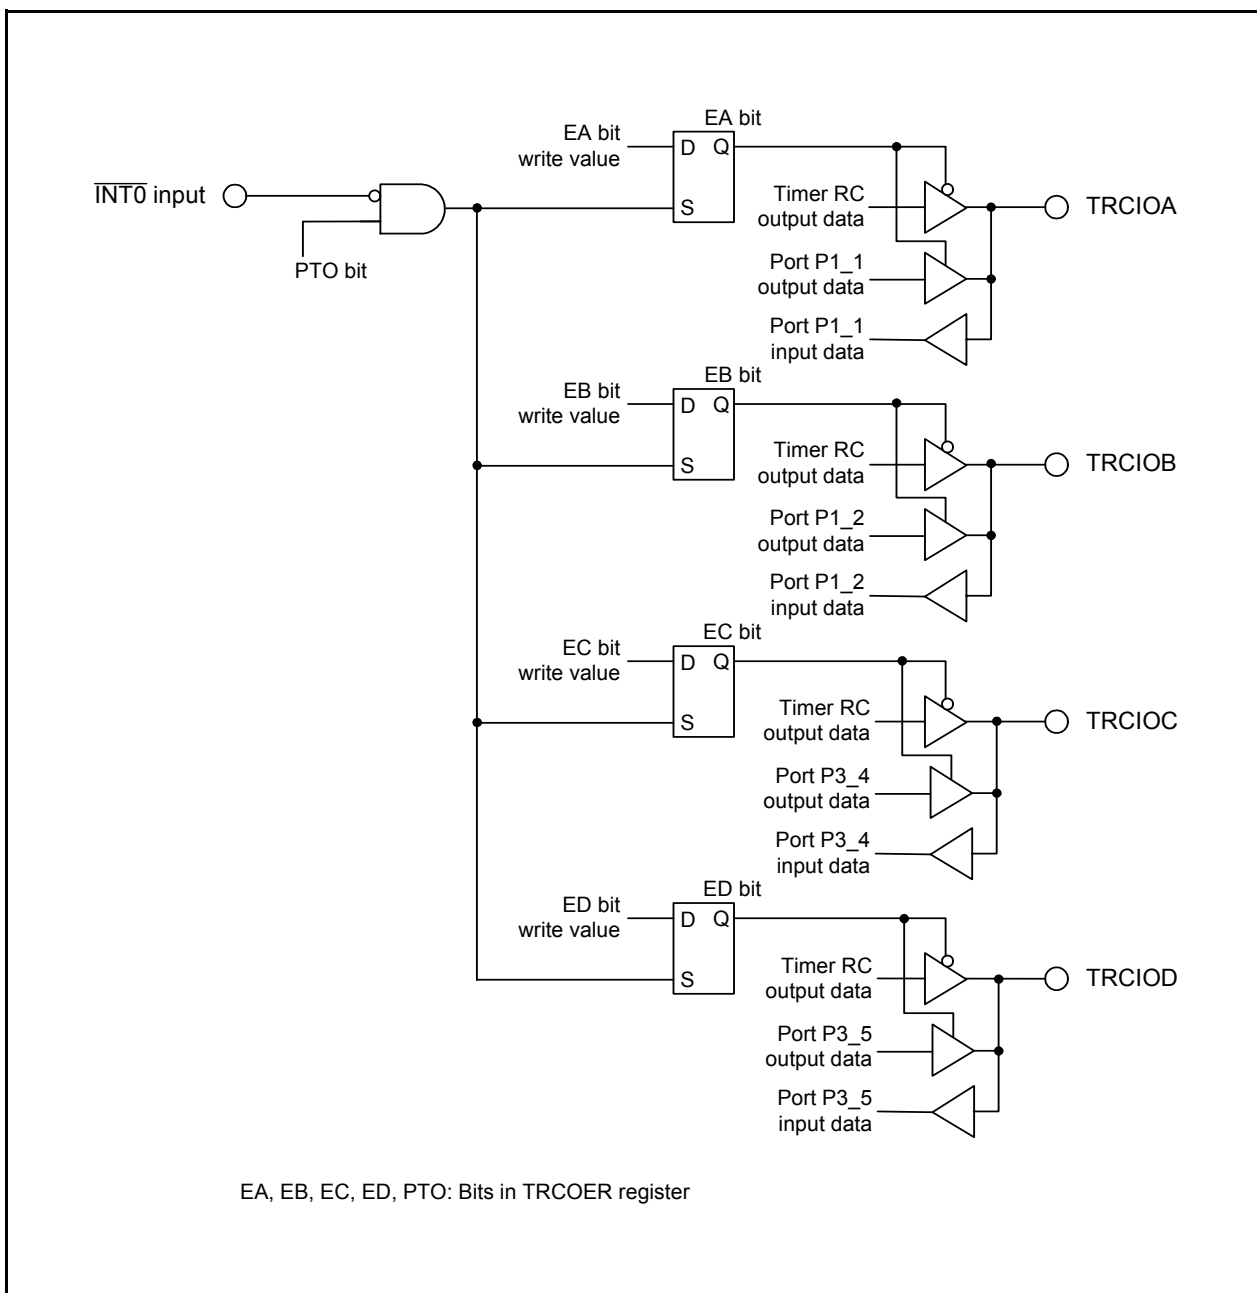 EA bit
EA bit
write value
D Q
S
INT0 input
PTO bit
Timer RC
output data
TRCIOA
Port P1_1
output data
Port P1_1
input data
EB bit
EB bit
write value
D Q
S
Timer RC
output data
TRCIOB
Port P1_2
output data
Port P1_2
input data
EC bit
EC bit
write value
D Q
S
Timer RC
output data
TRCIOC
Port P3_4
output data
Port P3_4
input data
ED bit
ED bit
write value
D Q
S
Timer RC
output data
TRCIOD
Port P3_5
output data
Port P3_5
input data
EA, EB, EC, ED, PTO: Bits in TRCOER register